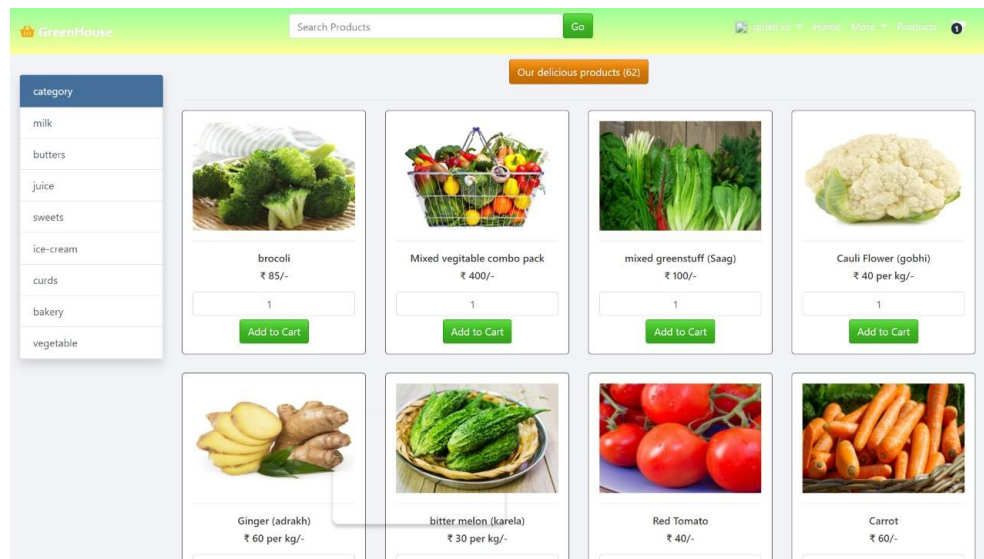 GreenHouse
Search Products
Go
girish sir
Home
More
Products
1
Our delicious products (62)
category
milk
butters
juice
sweets
ice-cream
curds
bakery
vegetable
brocoli
₹ 85/-
1
Add to Cart
Mixed vegitable combo pack
₹ 400/-
1
Add to Cart
mixed greenstuff (Saag)
₹ 100/-
1
Add to Cart
Cauli Flower (gobhi)
₹ 40 per kg/-
1
Add to Cart
Ginger (adrakh)
₹ 60 per kg/-
bitter melon (karela)
₹ 30 per kg/-
Red Tomato
₹ 40/-
Carrot
₹ 60/-